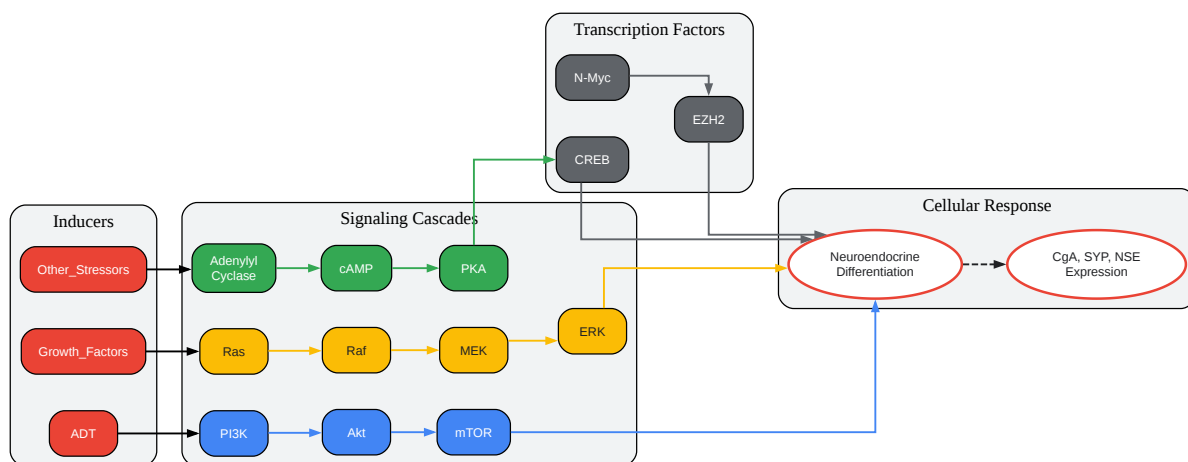 Transcription Factors
N-Myc
EZH2
CREB
Inducers
Other_Stressors
Growth_Factors
ADT
Signaling Cascades
Adenylyl
Cyclase
cAMP
PKA
Ras
Raf
MEK
ERK
PI3K
Akt
mTOR
Cellular Response
Neuroendocrine
Differentiation
CgA, SYP, NSE
Expression